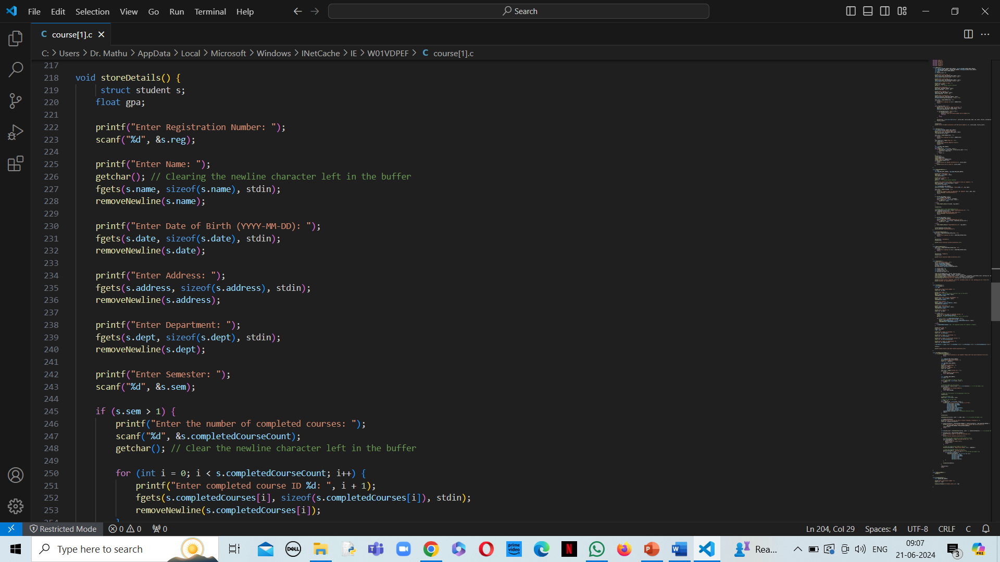 File Edit Selection View Go Run Terminal Help Search
C course[1].c
C: > Users > Dr. Mathu > AppData > Local > Microsoft > Windows > INetCache > IE > W01VDPEF > C course[1].c
217
218 void storeDetails() {
219 struct student s;
220 float gpa;
221
222 printf("Enter Registration Number: ");
223 scanf("%d", &s.reg);
224
225 printf("Enter Name: ");
226 getchar(); // Clearing the newline character left in the buffer
227 fgets(s.name, sizeof(s.name), stdin);
228 removeNewline(s.name);
229
230 printf("Enter Date of Birth (YYYY-MM-DD): ");
231 fgets(s.date, sizeof(s.date), stdin);
232 removeNewline(s.date);
233
234 printf("Enter Address: ");
235 fgets(s.address, sizeof(s.address), stdin);
236 removeNewline(s.address);
237
238 printf("Enter Department: ");
239 fgets(s.dept, sizeof(s.dept), stdin);
240 removeNewline(s.dept);
241
242 printf("Enter Semester: ");
243 scanf("%d", &s.sem);
244
245 if (s.sem > 1) {
246 printf("Enter the number of completed courses: ");
247 scanf("%d", &s.completedCourseCount);
248 getchar(); // Clear the newline character left in the buffer
249
250 for (int i = 0; i < s.completedCourseCount; i++) {
251 printf("Enter completed course ID %d: ", i + 1);
252 fgets(s.completedCourses[i], sizeof(s.completedCourses[i]), stdin);
253 removeNewline(s.completedCourses[i]);
254 }
Restricted Mode 0 0 0 Ln 204, Col 29 Spaces: 4 UTF-8 CRLF C
Type here to search DELL prime video N P W Rea... ENG 09:07
21-06-2024 3 PRE